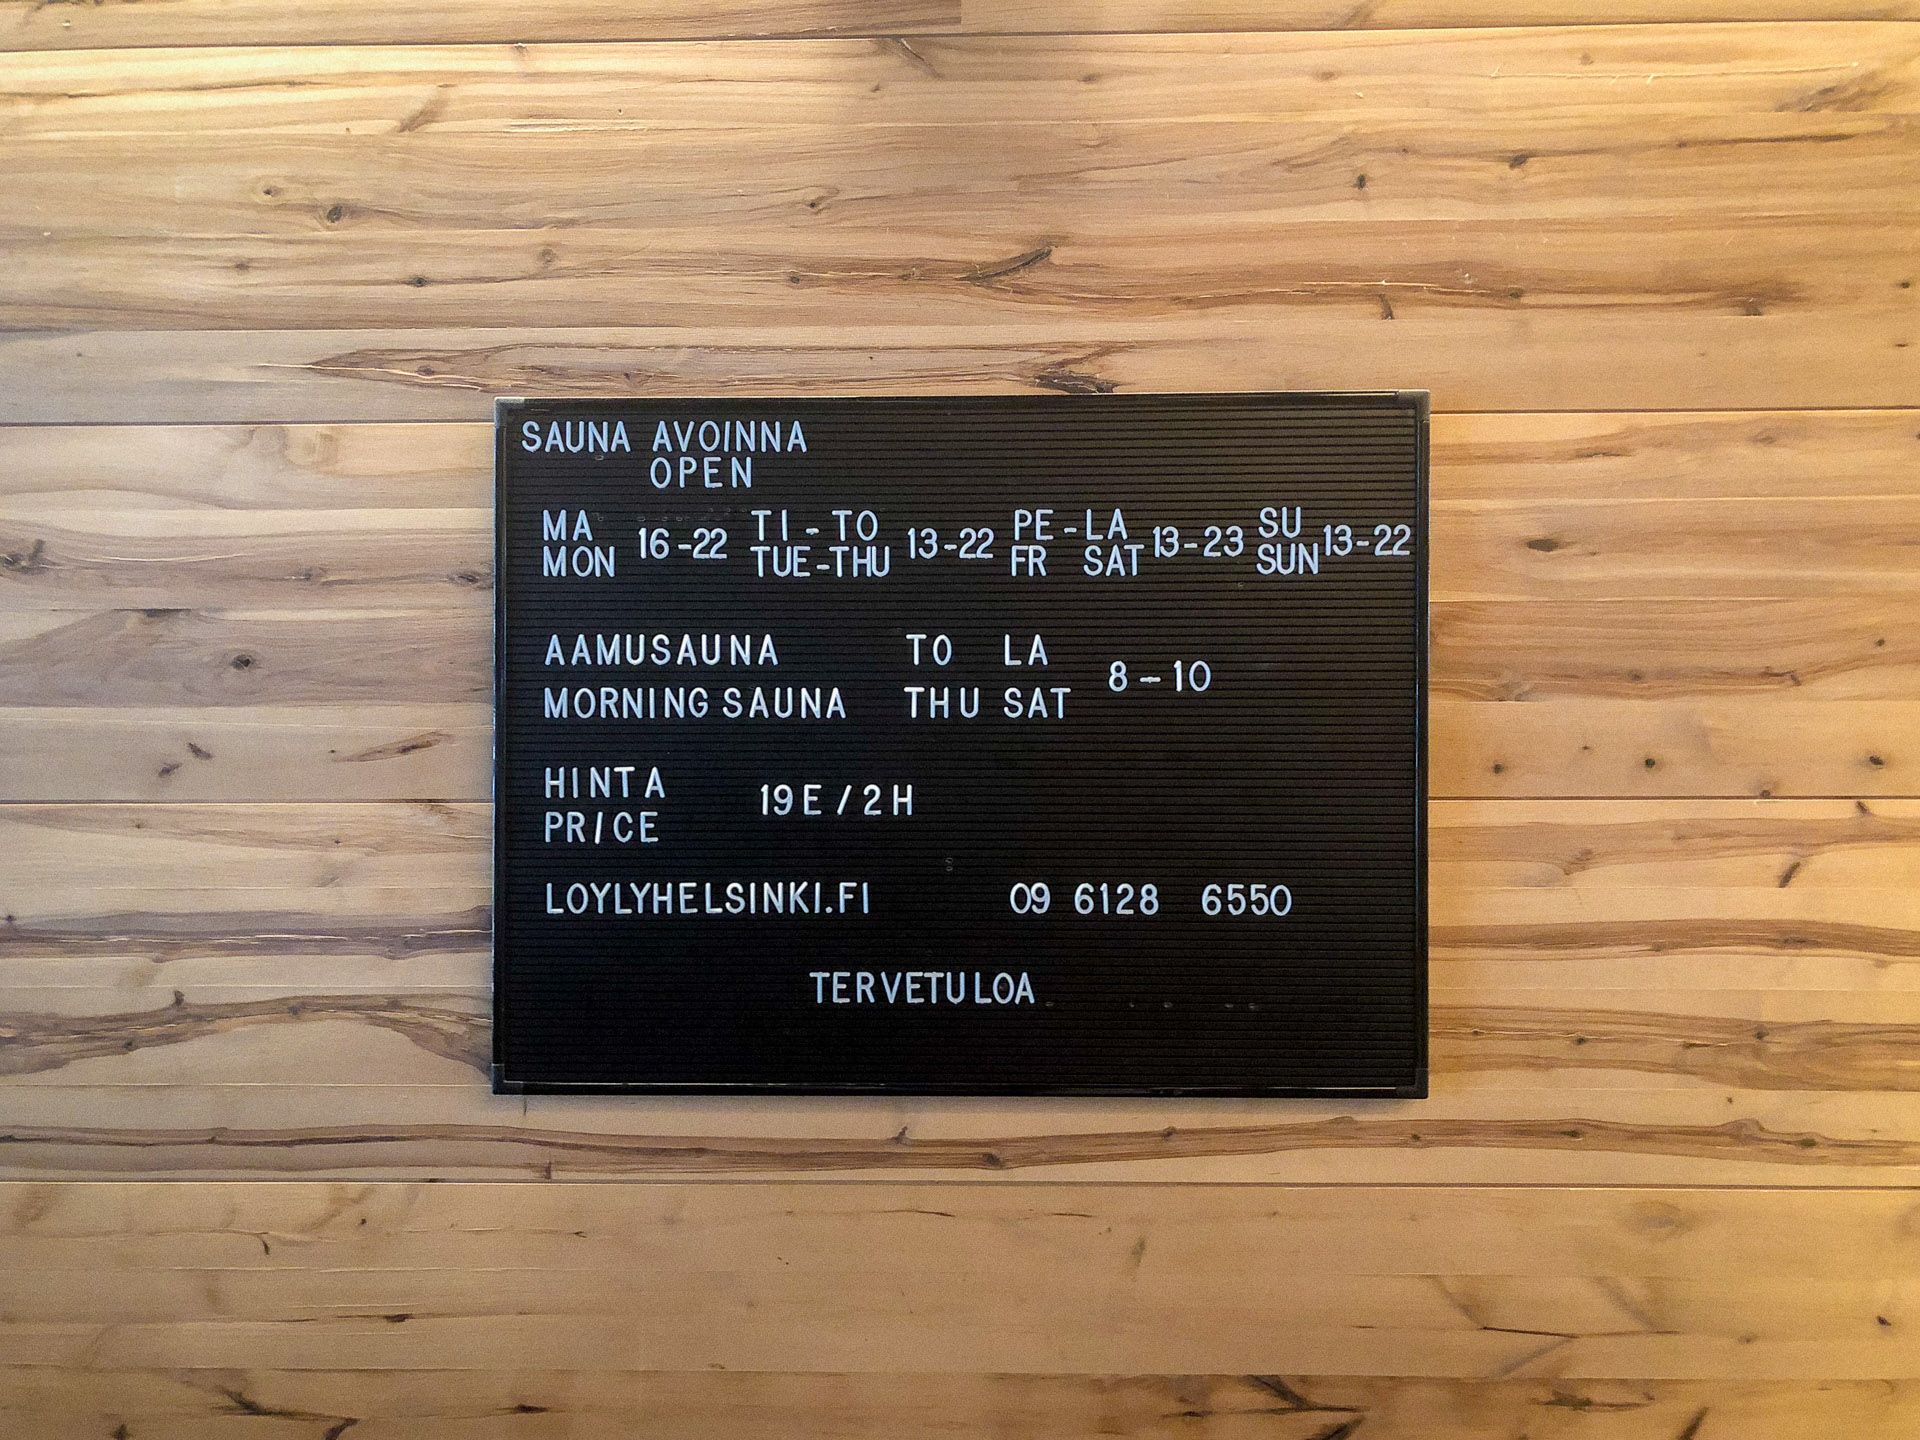 SAUNA AVOINNA
OPEN
MA 16-22 TI - TO 13-22 PE-LA 13-23 SU 13-22
MON TUE-THU FR SAT SUN
AAMUSAUNA TO LA 8-10
MORNING SAUNA THU SAT
HINTA 19E/2H
PRICE
LOYLYHELSINKI.FI 09 6128 6550
TERVETULOA